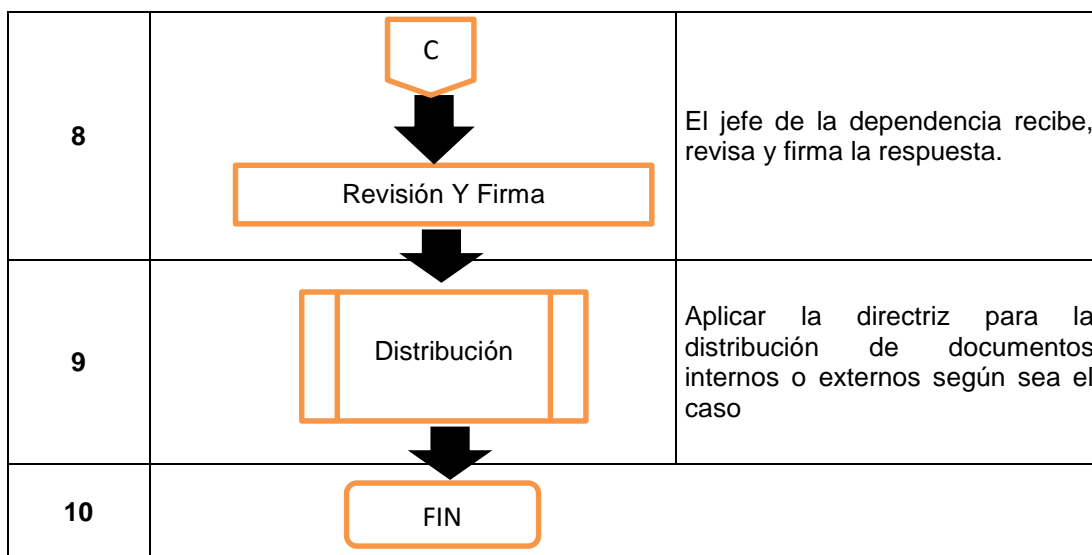 C
8
El jefe de la dependencia recibe,
revisa y firma la respuesta.
Revisión Y Firma
9
Distribución
Aplicar la directriz para la
distribución de documentos
internos o externos según sea el
caso
10
FIN